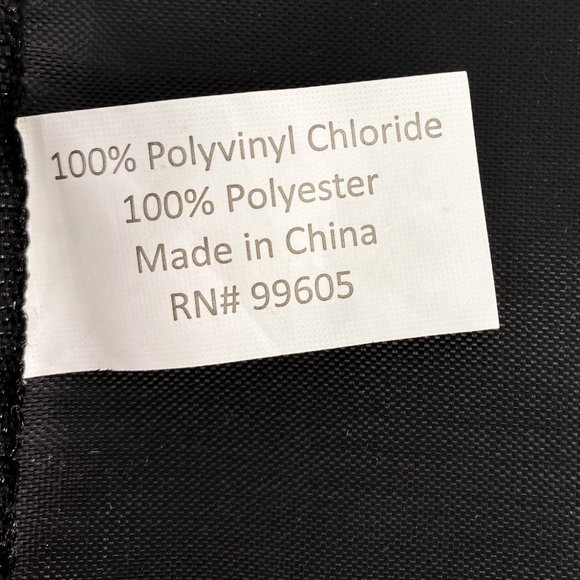 100% Polyvinyl Chloride
100% Polyester
Made in China
RN# 99605